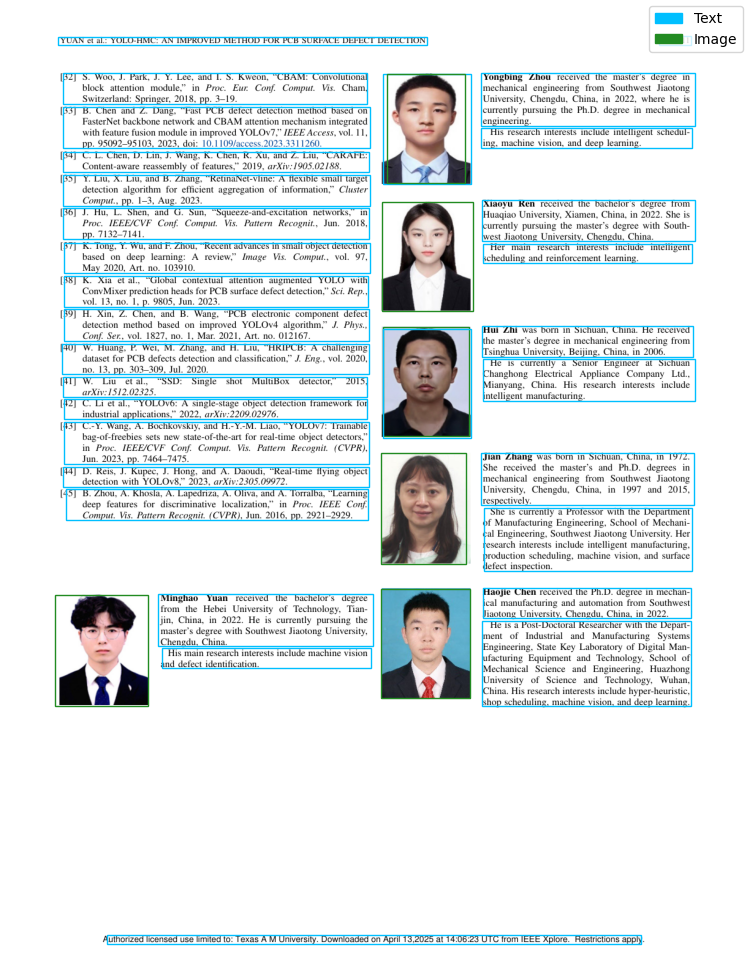 Text
Image
YUAN et al.: YOLO-HMC: AN IMPROVED METHOD FOR PCB SURFACE DEFECT DETECTION
[32] S. Woo, J. Park, J. Y. Lee, and I. S. Kweon, “CBAM: Convolutional
block attention module,” in Proc. Eur. Conf. Comput. Vis. Cham,
Switzerland: Springer, 2018, pp. 3–19.
[33] B. Chen and Z. Dang, “Fast PCB defect detection method based on
FasterNet backbone network and CBAM attention mechanism integrated
with feature fusion module in improved YOLOv7,” IEEE Access, vol. 11,
pp. 95092–95103, 2023, doi: 10.1109/access.2023.3311260.
[34] C. L. Chen, D. Lin, J. Wang, K. Chen, R. Xu, and Z. Liu, “CARAFE:
Content-aware reassembly of features,” 2019, arXiv:1905.02188.
[35] Y. Liu, X. Liu, and B. Zhang, “RetinaNet-vline: A flexible small target
detection algorithm for efficient aggregation of information,” Cluster
Comput., pp. 1–3, Aug. 2023.
[36] J. Hu, L. Shen, and G. Sun, “Squeeze-and-excitation networks,” in
Proc. IEEE/CVF Conf. Comput. Vis. Pattern Recognit., Jun. 2018,
pp. 7132–7141.
[37] K. Tong, Y. Wu, and F. Zhou, “Recent advances in small object detection
based on deep learning: A review,” Image Vis. Comput., vol. 97,
May 2020, Art. no. 103910.
[38] K. Xia et al., “Global contextual attention augmented YOLO with
ConvMixer prediction heads for PCB surface defect detection,” Sci. Rep.,
vol. 13, no. 1, p. 9805, Jun. 2023.
[39] H. Xin, Z. Chen, and B. Wang, “PCB electronic component defect
detection method based on improved YOLOv4 algorithm,” J. Phys.,
Conf. Ser., vol. 1827, no. 1, Mar. 2021, Art. no. 012167.
[40] W. Huang, P. Wei, M. Zhang, and H. Liu, “HRIPCB: A challenging
dataset for PCB defects detection and classification,” J. Eng., vol. 2020,
no. 13, pp. 303–309, Jul. 2020.
[41] W. Liu et al., “SSD: Single shot MultiBox detector,” 2015,
arXiv:1512.02325.
[42] C. Li et al., “YOLOv6: A single-stage object detection framework for
industrial applications,” 2022, arXiv:2209.02976.
[43] C.-Y. Wang, A. Bochkovskiy, and H.-Y.-M. Liao, “YOLOv7: Trainable
bag-of-freebies sets new state-of-the-art for real-time object detectors,”
in Proc. IEEE/CVF Conf. Comput. Vis. Pattern Recognit. (CVPR),
Jun. 2023, pp. 7464–7475.
[44] D. Reis, J. Kupec, J. Hong, and A. Daoudi, “Real-time flying object
detection with YOLOv8,” 2023, arXiv:2305.09972.
[45] B. Zhou, A. Khosla, A. Lapedriza, A. Oliva, and A. Torralba, “Learning
deep features for discriminative localization,” in Proc. IEEE Conf.
Comput. Vis. Pattern Recognit. (CVPR), Jun. 2016, pp. 2921–2929.
Minghao Yuan received the bachelor's degree
from the Hebei University of Technology, Tian-
jin, China, in 2022. He is currently pursuing the
master's degree with Southwest Jiaotong University,
Chengdu, China.
His main research interests include machine vision
and defect identification.
Yongbing Zhou received the master's degree in
mechanical engineering from Southwest Jiaotong
University, Chengdu, China, in 2022, where he is
currently pursuing the Ph.D. degree in mechanical
engineering.
His research interests include intelligent schedul-
ing, machine vision, and deep learning.
Xiaoyu Ren received the bachelor's degree from
Huaqiao University, Xiamen, China, in 2022. She is
currently pursuing the master's degree with South-
west Jiaotong University, Chengdu, China.
Her main research interests include intelligent
scheduling and reinforcement learning.
Hui Zhi was born in Sichuan, China. He received
the master's degree in mechanical engineering from
Tsinghua University, Beijing, China, in 2006.
He is currently a Senior Engineer at Sichuan
Changhong Electrical Appliance Company Ltd.,
Mianyang, China. His research interests include
intelligent manufacturing.
Jian Zhang was born in Sichuan, China, in 1972.
She received the master's and Ph.D. degrees in
mechanical engineering from Southwest Jiaotong
University, Chengdu, China, in 1997 and 2015,
respectively.
She is currently a Professor with the Department
of Manufacturing Engineering, School of Mechani-
cal Engineering, Southwest Jiaotong University. Her
research interests include intelligent manufacturing,
production scheduling, machine vision, and surface
defect inspection.
Haojie Chen received the Ph.D. degree in mechan-
ical manufacturing and automation from Southwest
Jiaotong University, Chengdu, China, in 2022.
He is a Post-Doctoral Researcher with the Depart-
ment of Industrial and Manufacturing Systems
Engineering, State Key Laboratory of Digital Man-
ufacturing Equipment and Technology, School of
Mechanical Science and Engineering, Huazhong
University of Science and Technology, Wuhan,
China. His research interests include hyper-heuristic,
shop scheduling, machine vision, and deep learning.
Authorized licensed use limited to: Texas A M University. Downloaded on April 13,2025 at 14:06:23 UTC from IEEE Xplore. Restrictions apply.